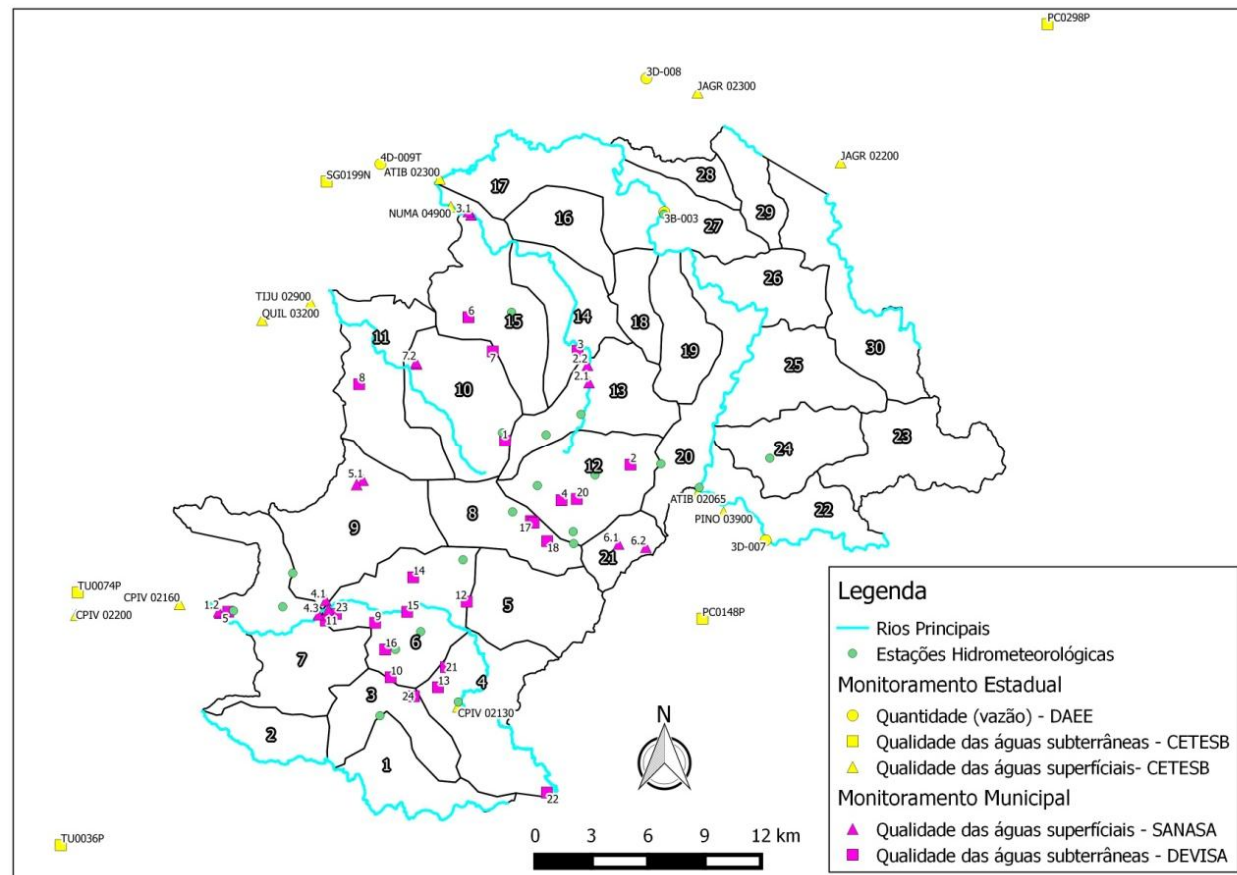 PC0298P
3D-008
JAGR 02300
4D-009T
ATIB 02300
SG0199N
JAGR 02200
28
17
29
NUMA 04900
3.1
16
3B-003
27
26
TIJU 02900
QUIL 03200
6
15
14
18
11
19
30
7.2
7
3
2.2
25
8
10
2.1
13
1
24
23
12
2
20
5.1
4
20
ATIB 02065
22
9
8
17
PINO 03900
18
6.1
6.2
3D-007
21
14
TU0074P
CPIV 02160
CPIV 02200
4.1
12
5
1.2
5
4.3
23
15
PC0148P
11
9
6
16
7
10
21
4
13
3
24
CPIV 02130
2
1
22
TU0036P
N
0 3 6 9 12 km
Legenda
Rios Principais
Estações Hidrometeorológicas
Monitoramento Estadual
Quantidade (vazão) - DAEE
Qualidade das águas subterrâneas - CETESB
Qualidade das águas superfíciais- CETESB
Monitoramento Municipal
Qualidade das águas superfíciais - SANASA
Qualidade das águas subterrâneas - DEVISA